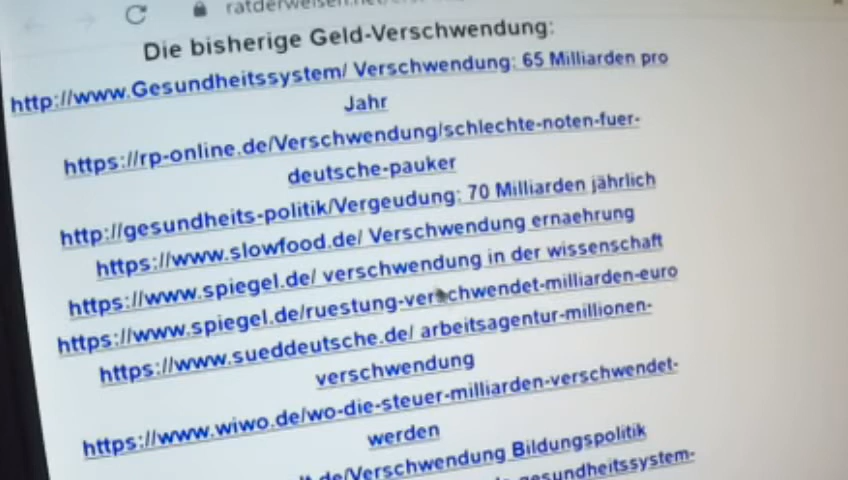 ratderweisen.net/
Die bisherige Geld-Verschwendung:
http://www.Gesundheitssystem/ Verschwendung: 65 Milliarden pro
Jahr
https://rp-online.de/Verschwendung/schlechte-noten-fuer-
deutsche-pauker
http://gesundheits-politik/Vergeudung: 70 Milliarden jährlich
https://www.slowfood.de/ Verschwendung ernaehrung
https://www.spiegel.de/ verschwendung in der wissenschaft
https://www.spiegel.de/ruestung-verschwendet-milliarden-euro
https://www.sueddeutsche.de/ arbeitsagentur-millionen-
verschwendung
https://www.wiwo.de/wo-die-steuer-milliarden-verschwendet-
werden
.de/Verschwendung Bildungspolitik
gesundheitssystem-